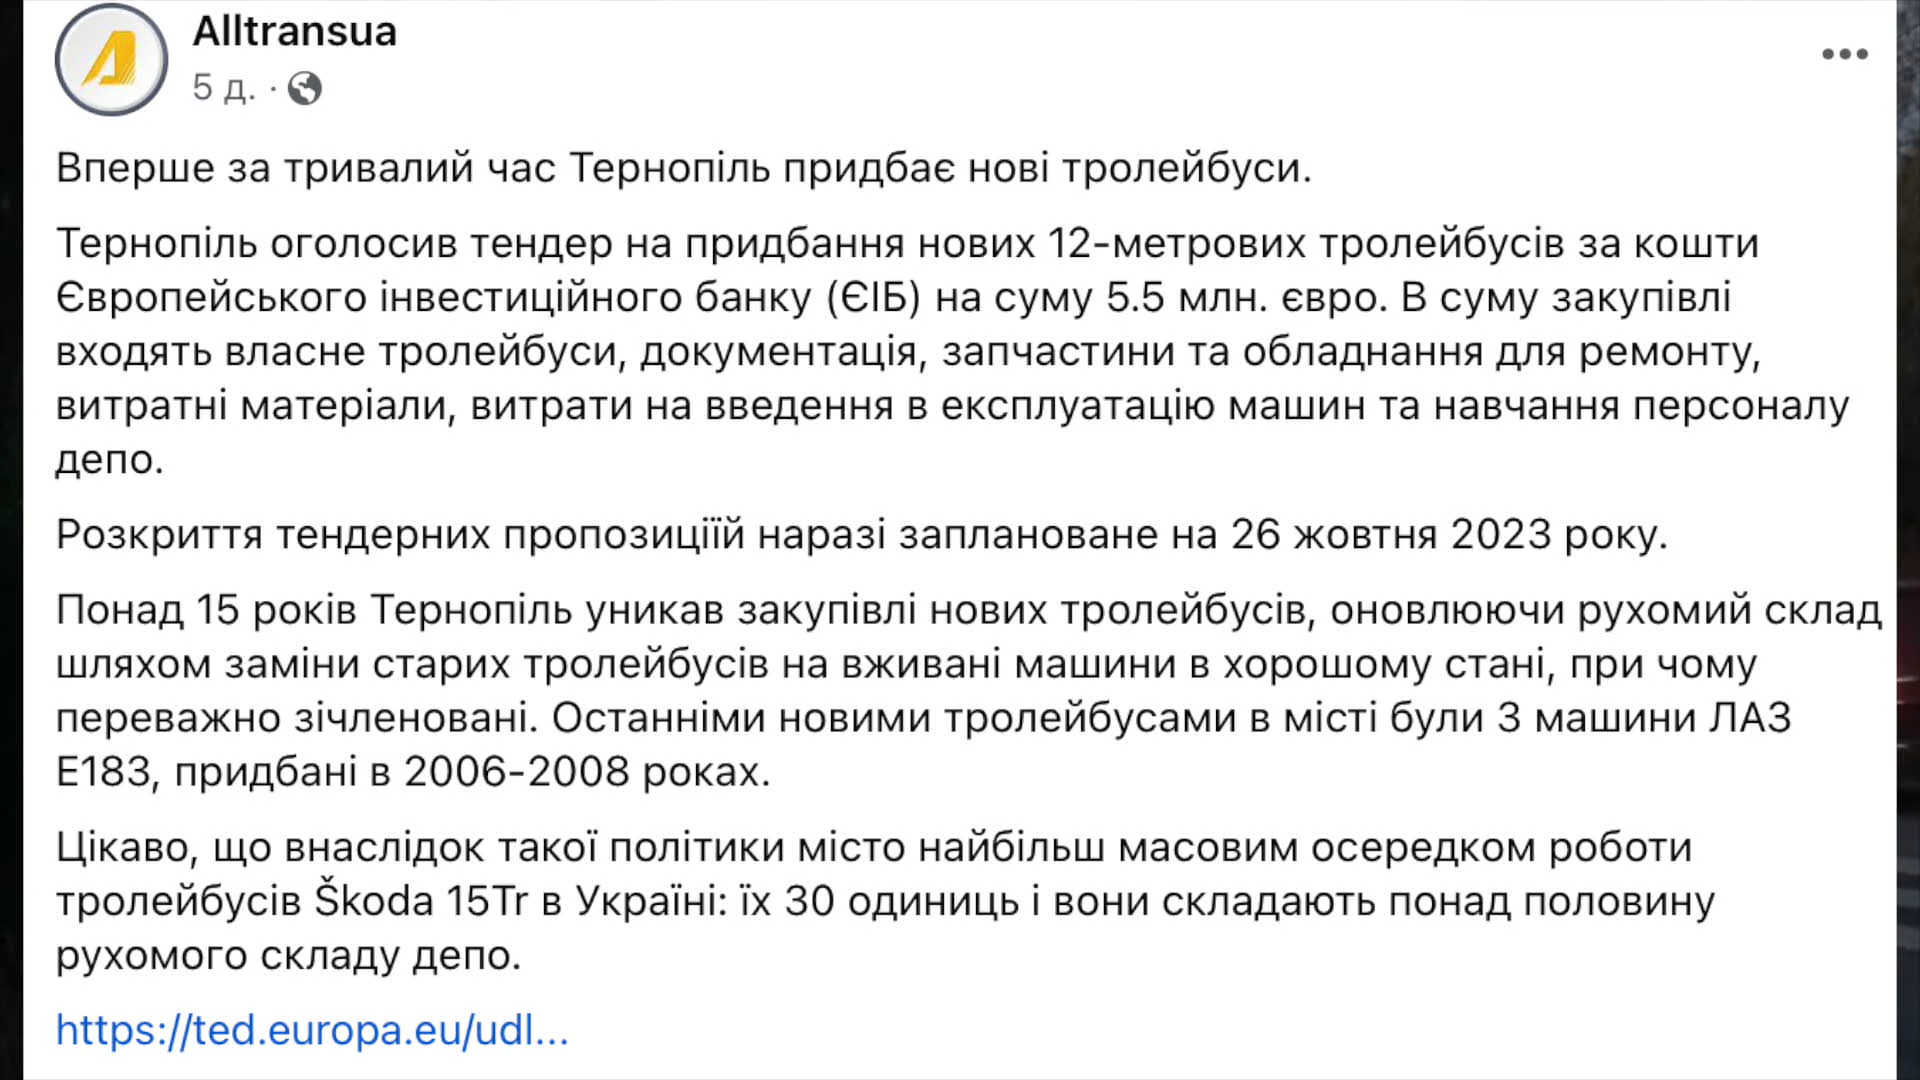 Alltransua
5 д. ·
Вперше за тривалий час Тернопіль придбає нові тролейбуси.
Тернопіль оголосив тендер на придбання нових 12-метрових тролейбусів за кошти
Європейського інвестиційного банку (ЄІБ) на суму 5.5 млн. євро. В суму закупівлі
входять власне тролейбуси, документація, запчастини та обладнання для ремонту,
витратні матеріали, витрати на введення в експлуатацію машин та навчання персоналу
депо.
Розкриття тендерних пропозиціїй наразі заплановане на 26 жовтня 2023 року.
Понад 15 років Тернопіль уникав закупівлі нових тролейбусів, оновлюючи рухомий склад
шляхом заміни старих тролейбусів на вживані машини в хорошому стані, при чому
переважно зічленовані. Останніми новими тролейбусами в місті були 3 машини ЛАЗ
Е183, придбані в 2006-2008 роках.
Цікаво, що внаслідок такої політики місто найбільш масовим осередком роботи
тролейбусів Škoda 15Tr в Україні: їх 30 одиниць і вони складають понад половину
рухомого складу депо.
https://ted.europa.eu/udl...